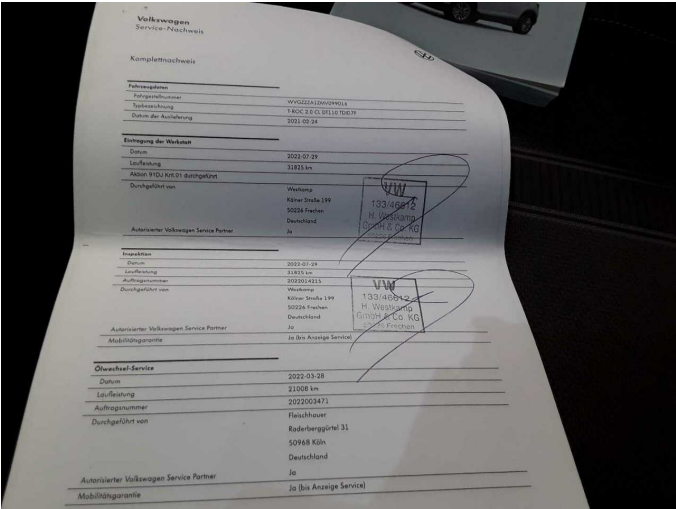 Volkswagen
Service-Nachweis
Komplettnachweis
Fahrzeugdaten
Fahrgestellnummer
Typbezeichnung T-ROC 2.0 CL DS110 TDID7F
Datum der Auslieferung 2021-02-24
Eintragung der Werkstatt
Datum 2022-07-29
Laufleistung 31825 km
Aktion 91DJ Krit.01 durchgeführt
Durchgeführt von Westkamp
Kölner Straße 199
50226 Frechen
Deutschland
Autorisierter Volkswagen Service Partner Ja
VW
133/46612
H. Westkamp
GmbH & Co. KG
Frechen
Inspektion
Datum 2022-07-29
Laufleistung 31825 km
Auftragsnummer 2022014215
Durchgeführt von Westkamp
Kölner Straße 199
50226 Frechen
Deutschland
Autorisierter Volkswagen Service Partner Ja
Mobilitätsgarantie Ja (bis Anzeige Service)
VW
133/46612
H. Westkamp
GmbH & Co. KG
Frechen
Ölwechsel-Service
Datum 2022-03-28
Laufleistung 21008 km
Auftragsnummer 2022003471
Durchgeführt von Fleischhauer
Raderberggürtel 31
50968 Köln
Deutschland
Autorisierter Volkswagen Service Partner Ja
Mobilitätsgarantie Ja (bis Anzeige Service)